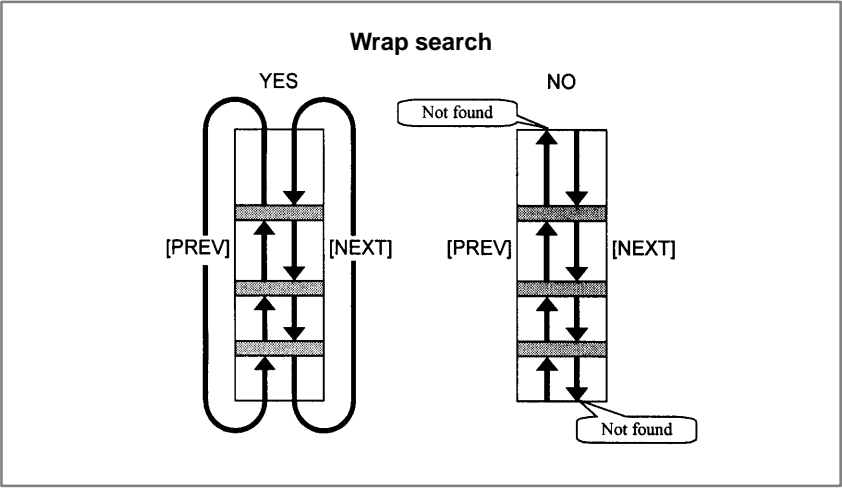 Wrap search
YES
NO
Not found
[PREV]
[NEXT]
[PREV]
[NEXT]
Not found